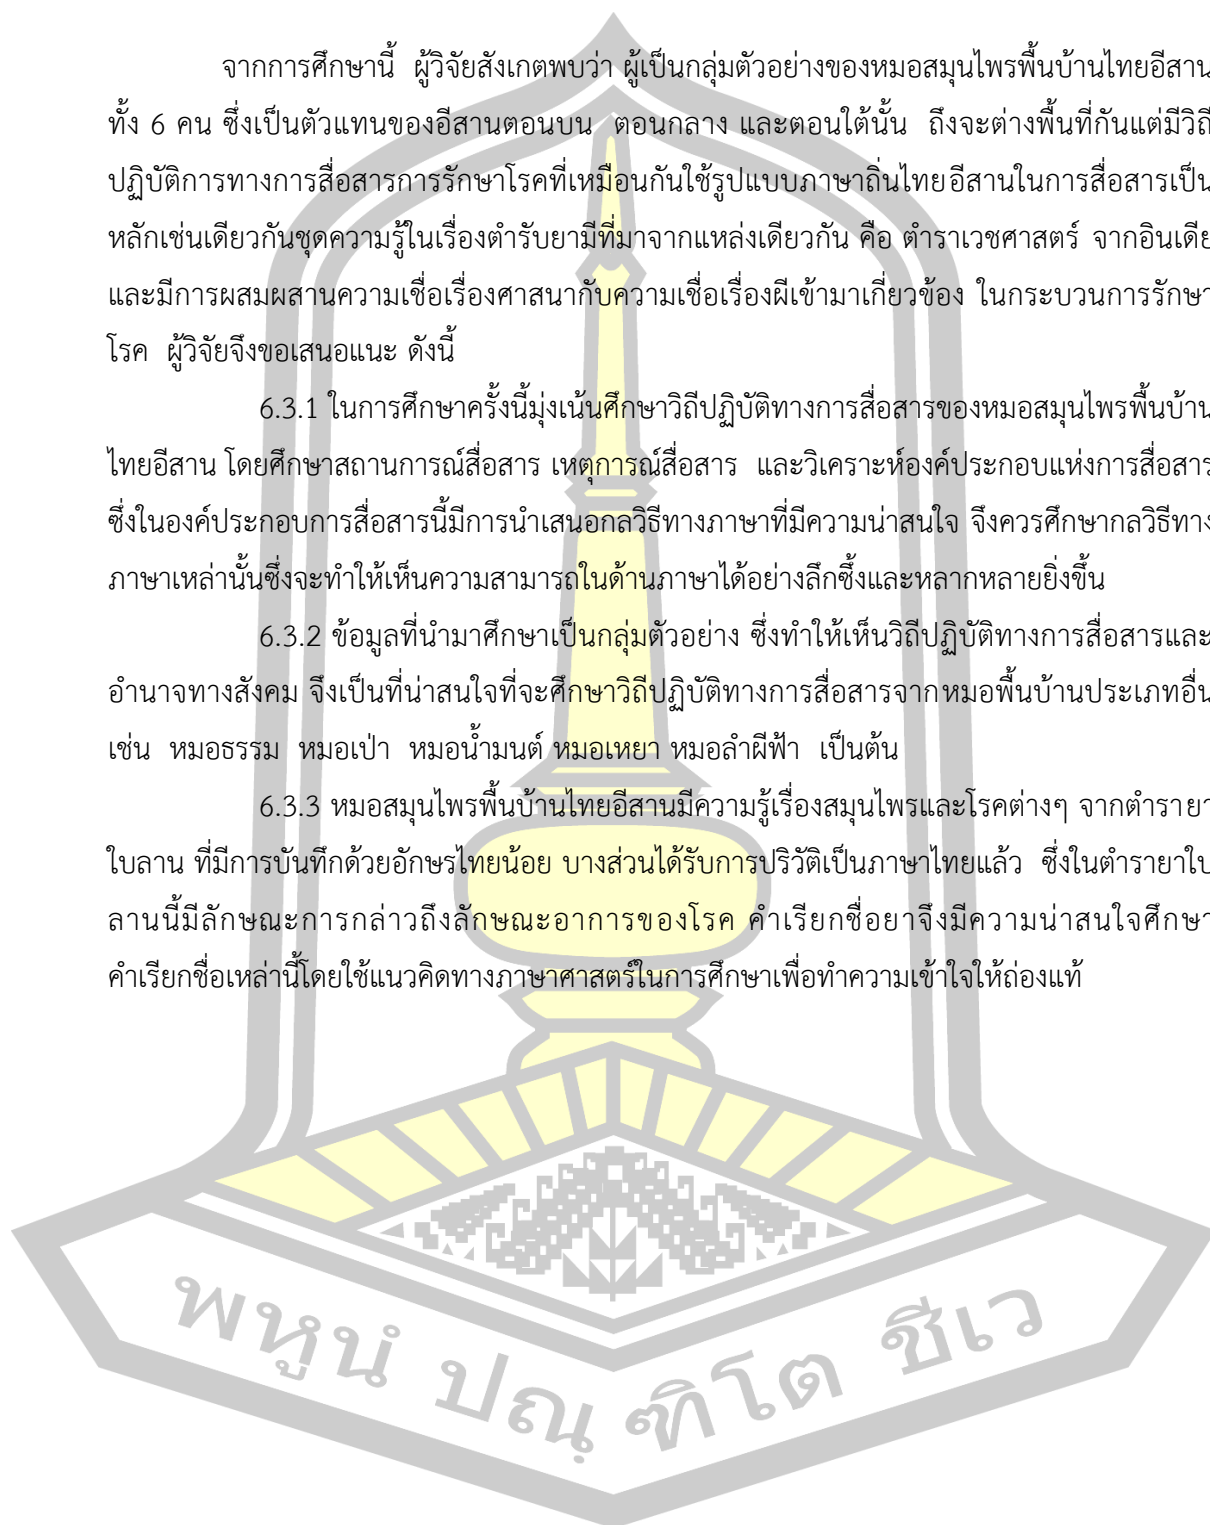 จากการศึกษานี้  ผู้วิจัยสังเกตพบว่า ผู้เป็นกลุ่มตัวอย่างของหมอสมุนไพรพื้นบ้านไทยอีสาน
ทั้ง 6 คน ซึ่งเป็นตัวแทนของอีสานตอนบน  ตอนกลาง และตอนใต้นั้น  ถึงจะต่างพื้นที่กันแต่มีวิถี
ปฏิบัติการทางการสื่อสารการรักษาโรคที่เหมือนกันใช้รูปแบบภาษาถิ่นไทยอีสานในการสื่อสารเป็น
หลักเช่นเดียวกันชุดความรู้ในเรื่องตำรับยามีที่มาจากแหล่งเดียวกัน คือ ตำราเวชศาสตร์ จากอินเดีย
และมีการผสมผสานความเชื่อเรื่องศาสนากับความเชื่อเรื่องผีเข้ามาเกี่ยวข้อง ในกระบวนการรักษา
โรค  ผู้วิจัยจึงขอเสนอแนะ ดังนี้
6.3.1 ในการศึกษาครั้งนี้มุ่งเน้นศึกษาวิถีปฏิบัติทางการสื่อสารของหมอสมุนไพรพื้นบ้าน
ไทยอีสาน โดยศึกษาสถานการณ์สื่อสาร เหตุการณ์สื่อสาร  และวิเคราะห์องค์ประกอบแห่งการสื่อสาร
ซึ่งในองค์ประกอบการสื่อสารนี้มีการนำเสนอกลวิธีทางภาษาที่มีความน่าสนใจ จึงควรศึกษากลวิธีทาง
ภาษาเหล่านั้นซึ่งจะทำให้เห็นความสามารถในด้านภาษาได้อย่างลึกซึ้งและหลากหลายยิ่งขึ้น
6.3.2 ข้อมูลที่นำมาศึกษาเป็นกลุ่มตัวอย่าง ซึ่งทำให้เห็นวิถีปฏิบัติทางการสื่อสารและ
อำนาจทางสังคม จึงเป็นที่น่าสนใจที่จะศึกษาวิถีปฏิบัติทางการสื่อสารจากหมอพื้นบ้านประเภทอื่น
เช่น  หมอธรรม  หมอเป่า  หมอน้ำมนต์ หมอเหยา หมอลำผีฟ้า  เป็นต้น
6.3.3 หมอสมุนไพรพื้นบ้านไทยอีสานมีความรู้เรื่องสมุนไพรและโรคต่างๆ จากตำรายา
ใบลาน ที่มีการบันทึกด้วยอักษรไทยน้อย บางส่วนได้รับการปริวัติเป็นภาษาไทยแล้ว  ซึ่งในตำรายาใบ
ลานนี้มีลักษณะการกล่าวถึงลักษณะอาการของโรค คำเรียกชื่อยาจึงมีความน่าสนใจศึกษา
คำเรียกชื่อเหล่านี้โดยใช้แนวคิดทางภาษาศาสตร์ในการศึกษาเพื่อทำความเข้าใจให้ถ่องแท้
พหูนํ ปณฺฑิโต ชีเว